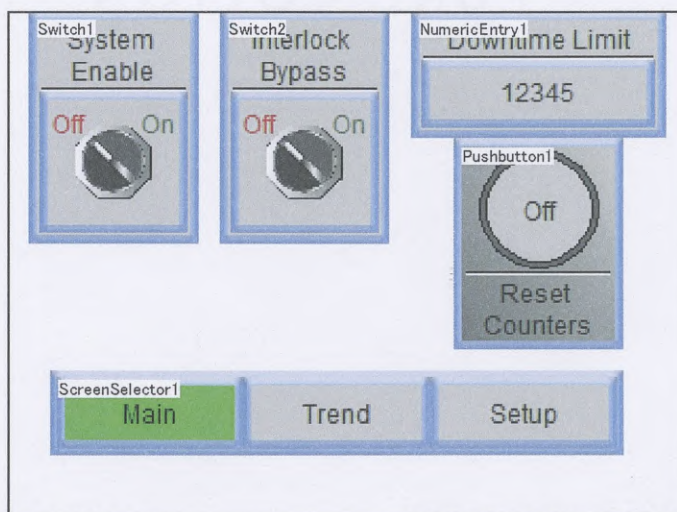 Switch1
System
Enable
Off On
Switch2
Interlock
Bypass
Off On
NumericEntry1
Downtime Limit
12345
Pushbutton1
Off
Reset
Counters
ScreenSelector1
Main
Trend
Setup